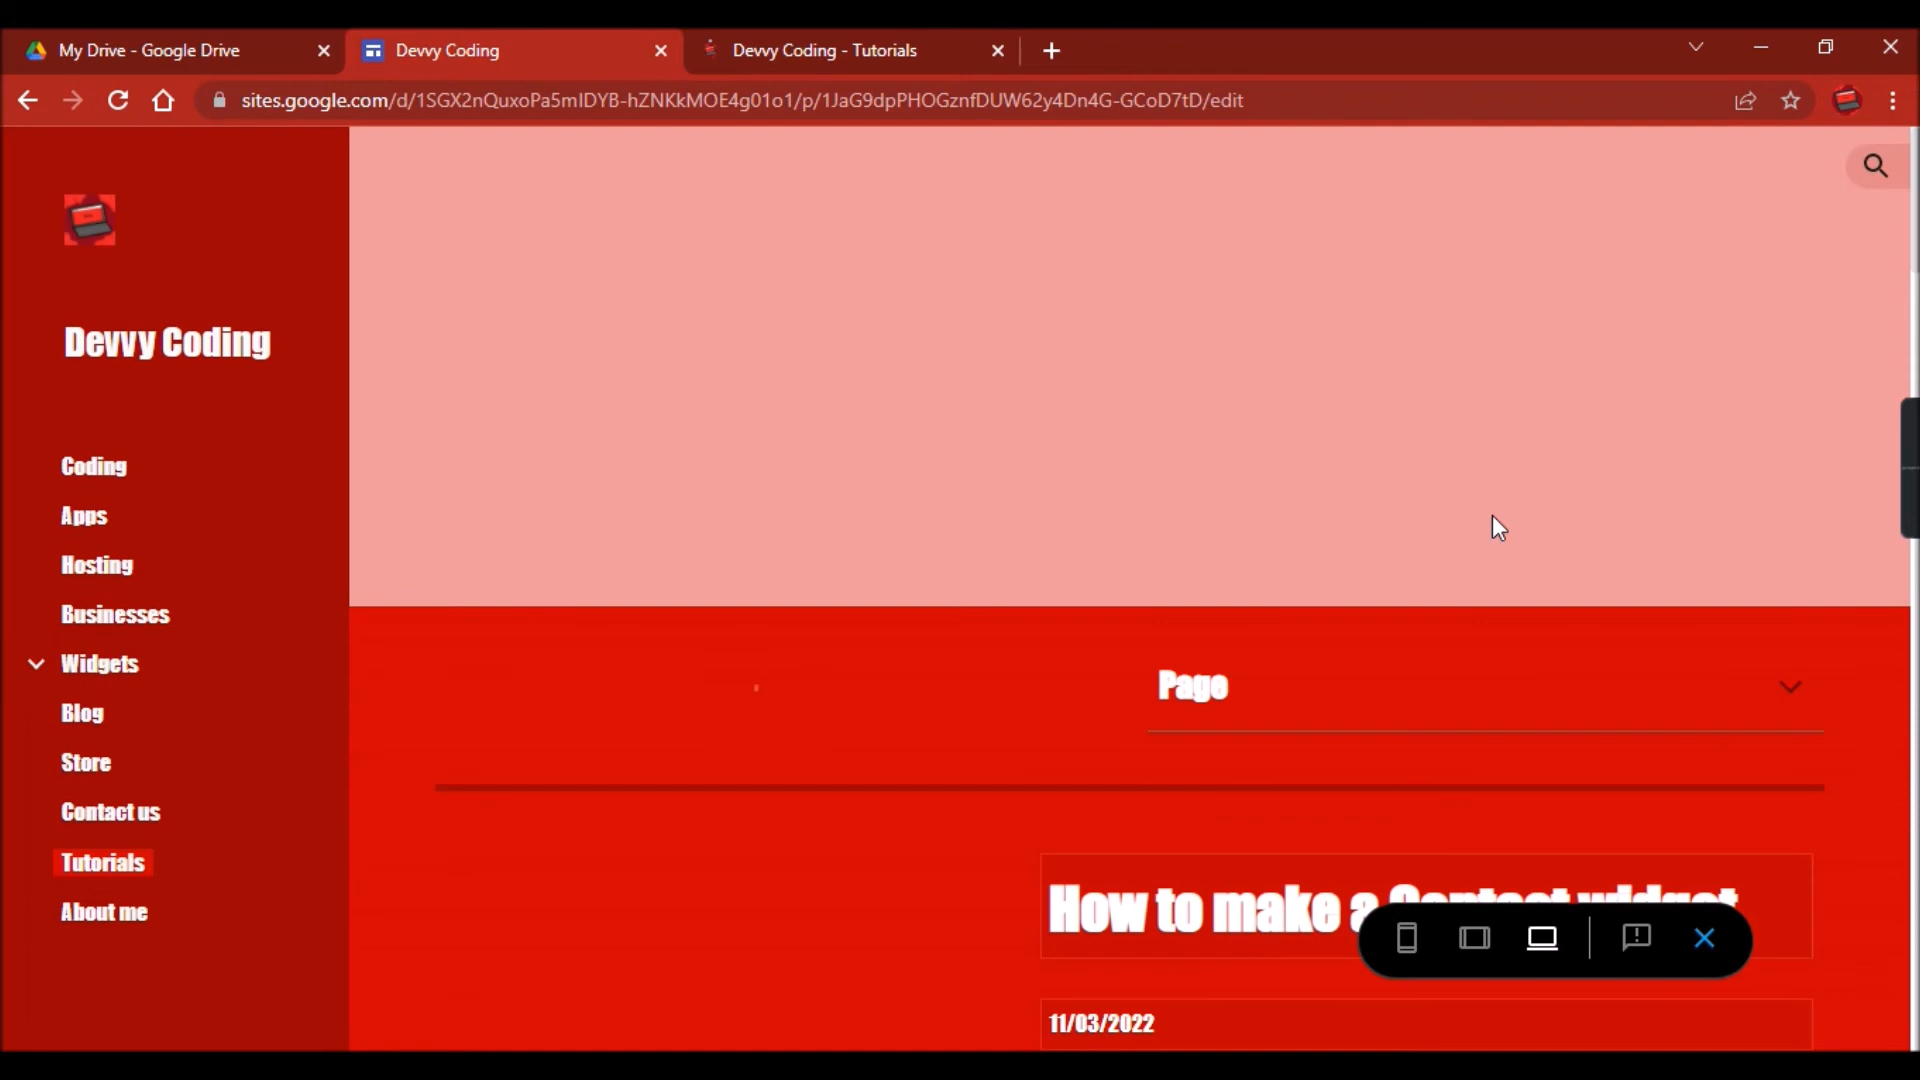 My Drive - Google Drive
Devvy Coding
Devvy Coding - Tutorials
sites.google.com/d/1SGX2nQuxoPa5mIDYB-hZNKkMOE4g01o1/p/1JaG9dpPHOGznfDUW62y4Dn4G-GCoD7tD/edit
Devvy Coding
Coding
Apps
Hosting
Businesses
Widgets
Blog
Store
Contact us
Tutorials
About me
Page
How to make a Contact widget
11/03/2022